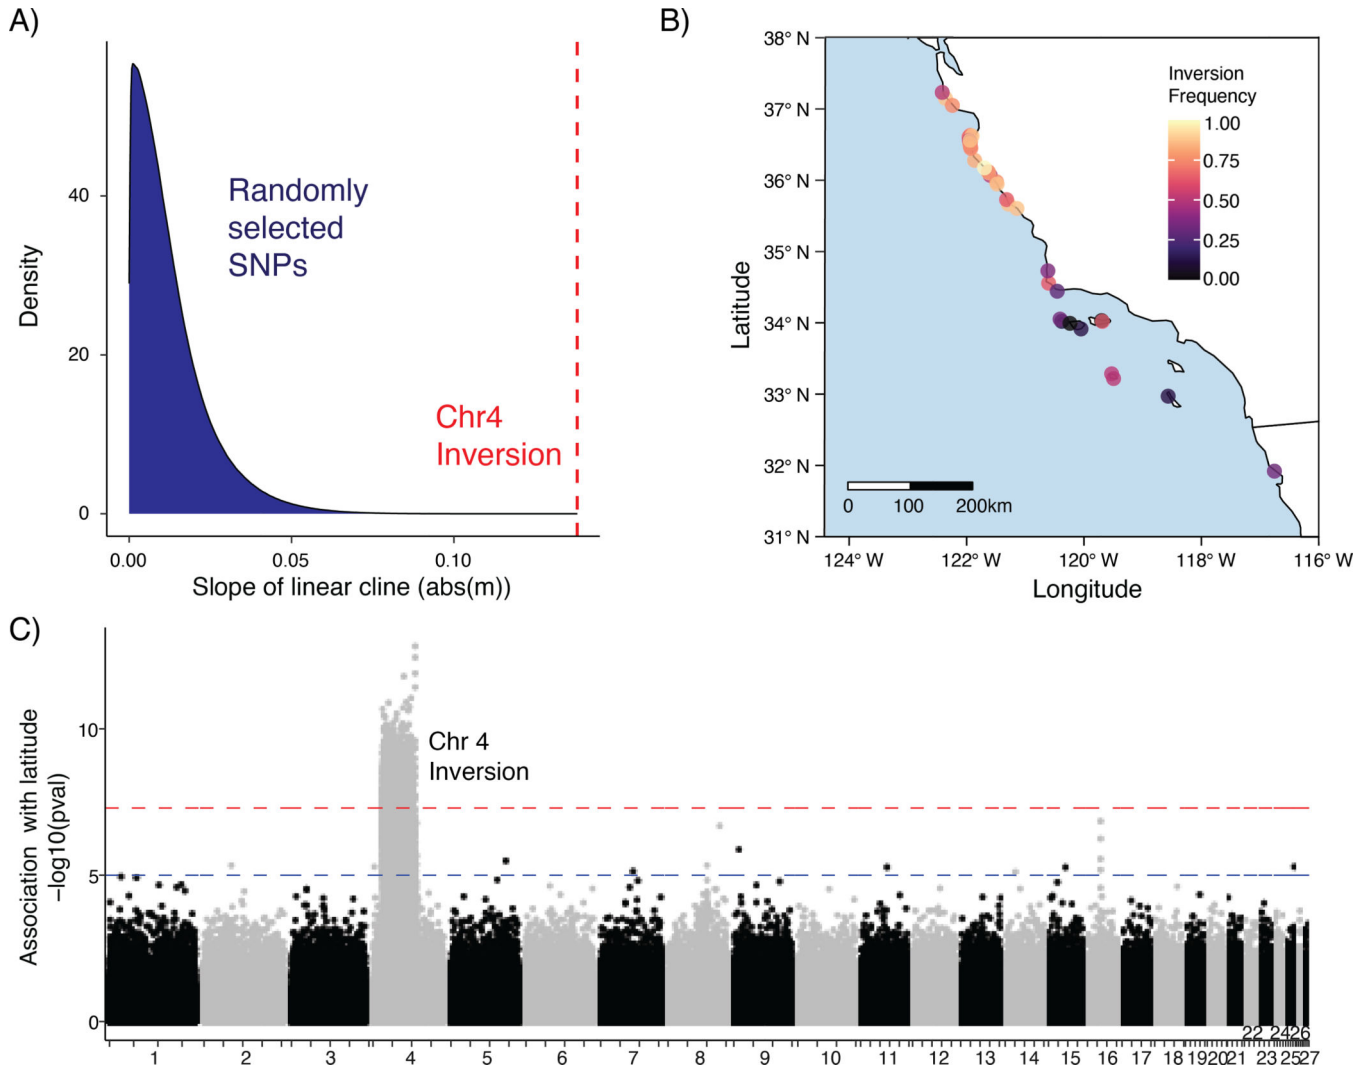 A)
Density
40
20
0
Randomly
selected
SNPs
Chr4
Inversion
0.00
0.05
0.10
Slope of linear cline (abs(m))
B)
Latitude
38° N
37° N
36° N
35° N
34° N
33° N
32° N
31° N
Inversion
Frequency
1.00
0.75
0.50
0.25
0.00
0 100 200km
124° W 122° W 120° W 118° W 116° W
Longitude
C)
Association with latitude
−log10(pval)
10
5
0
Chr 4
Inversion
1 2 3 4 5 6 7 8 9 10 11 12 13 14 15 16 17 18 19 20 21 22 23 24 25 26 27